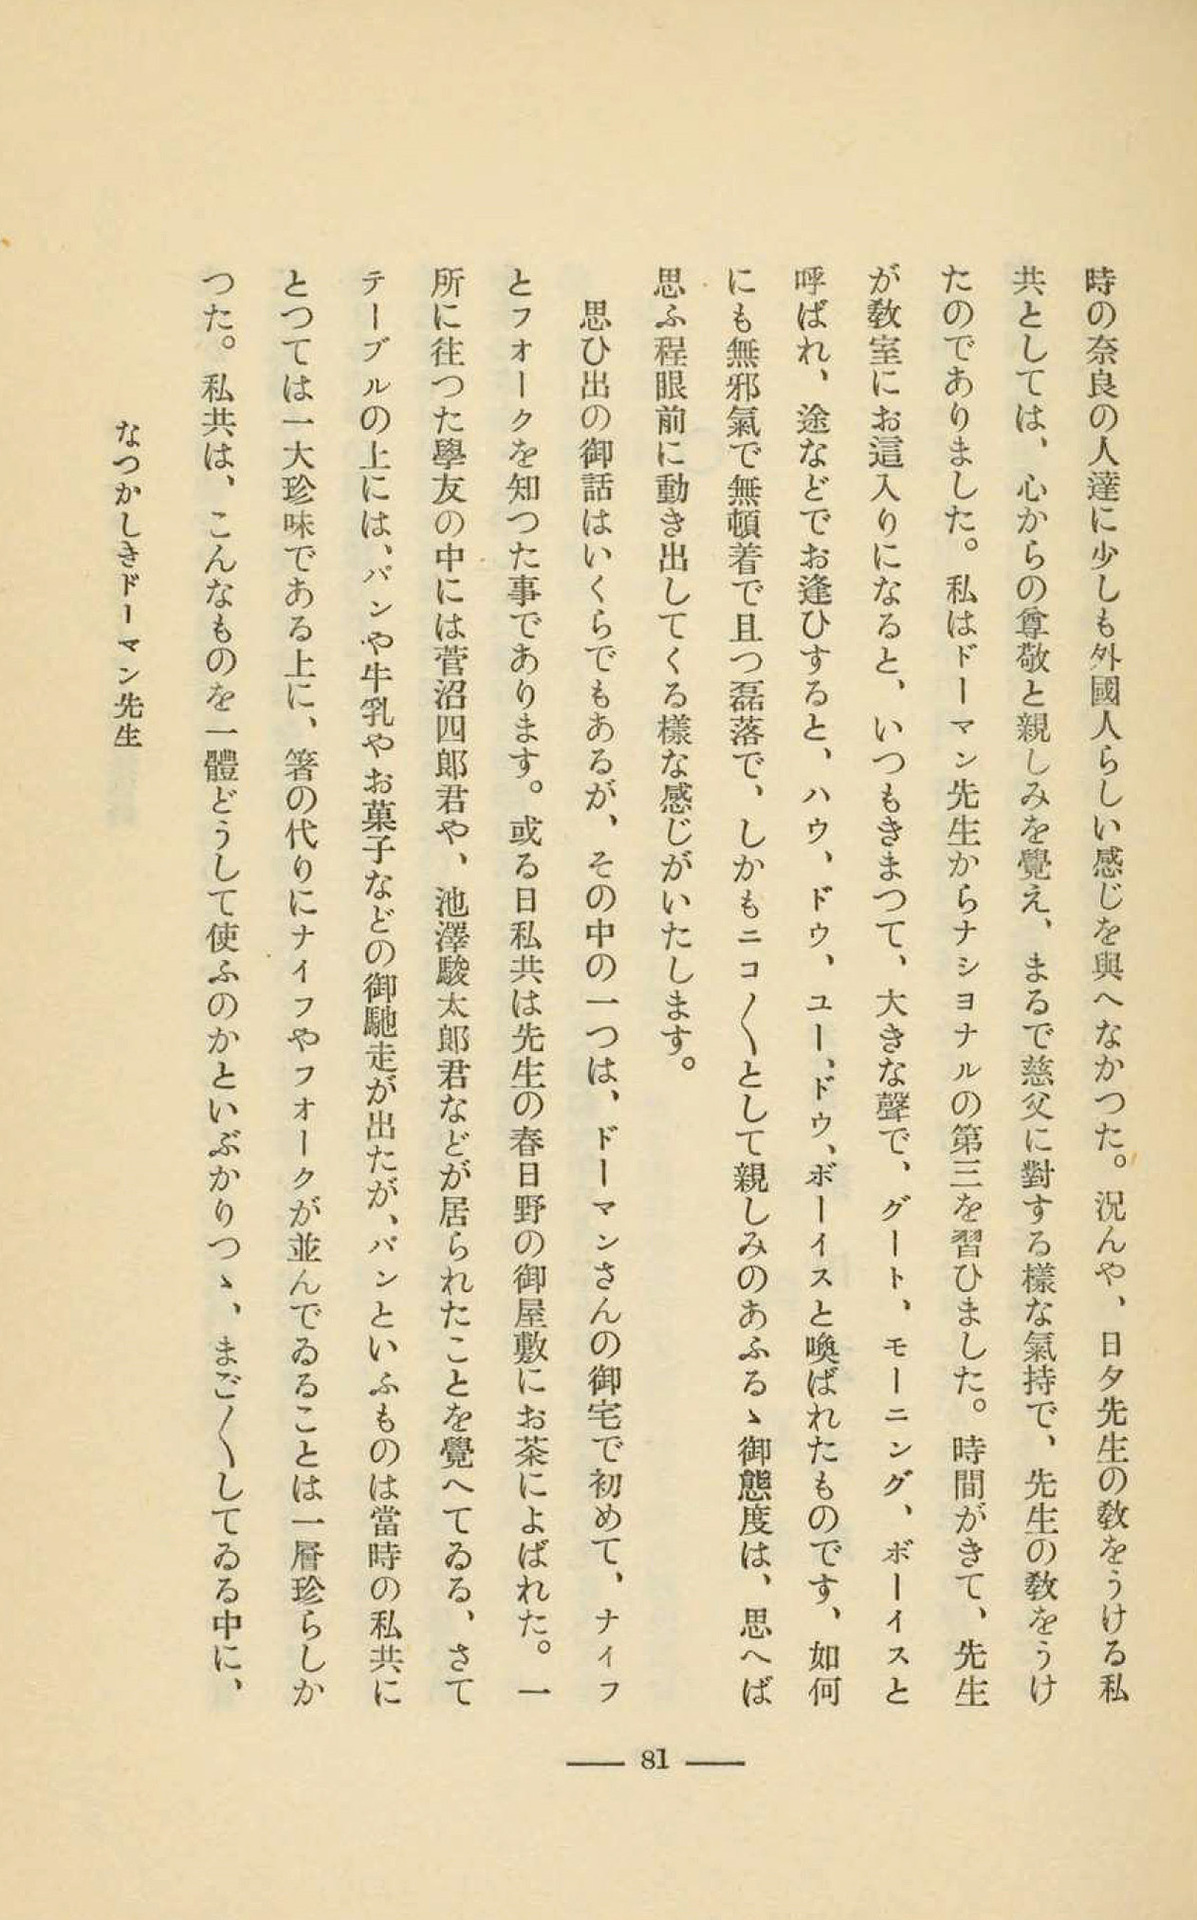 時の奈良の人達に少しも外國人らしい感じを與へなかつた。況んや、日夕先生の敎をうける私
共としては、心からの尊敬と親しみを覺え、まるで慈父に對する樣な氣持で、先生の敎をうけ
たのでありました。私はドーマン先生からナシヨナルの第三を習ひました。時間がきて、先生
が敎室にお這入りになると、いつもきまつて、大きな聲で、グート、モーニング、ボーイスと
呼ばれ、途などでお逢ひすると、ハウ、ドウ、ユー、ドウ、ボーイスと喚ばれたものです、如何
にも無邪氣で無頓着で且つ磊落で、しかもニコ〱として親しみのあふるゝ御態度は、思へば
思ふ程眼前に動き出してくる樣な感じがいたします。
思ひ出の御話はいくらでもあるが、その中の一つは、ドーマンさんの御宅で初めて、ナイフ
とフオークを知つた事であります。或る日私共は先生の春日野の御屋敷にお茶によばれた。一
所に往つた學友の中には菅沼四郎君や、池澤駿太郎君などが居られたことを覺へてゐる、さて
テーブルの上には、パンや牛乳やお菓子などの御馳走が出たが、パンといふものは當時の私共に
とつては一大珍味である上に、箸の代りにナイフやフオークが並んでゐることは一層珍らしか
つた。私共は、こんなものを一體どうして使ふのかといぶかりつゝ、まご〱してゐる中に、
なつかしきドーマン先生
— 81 —